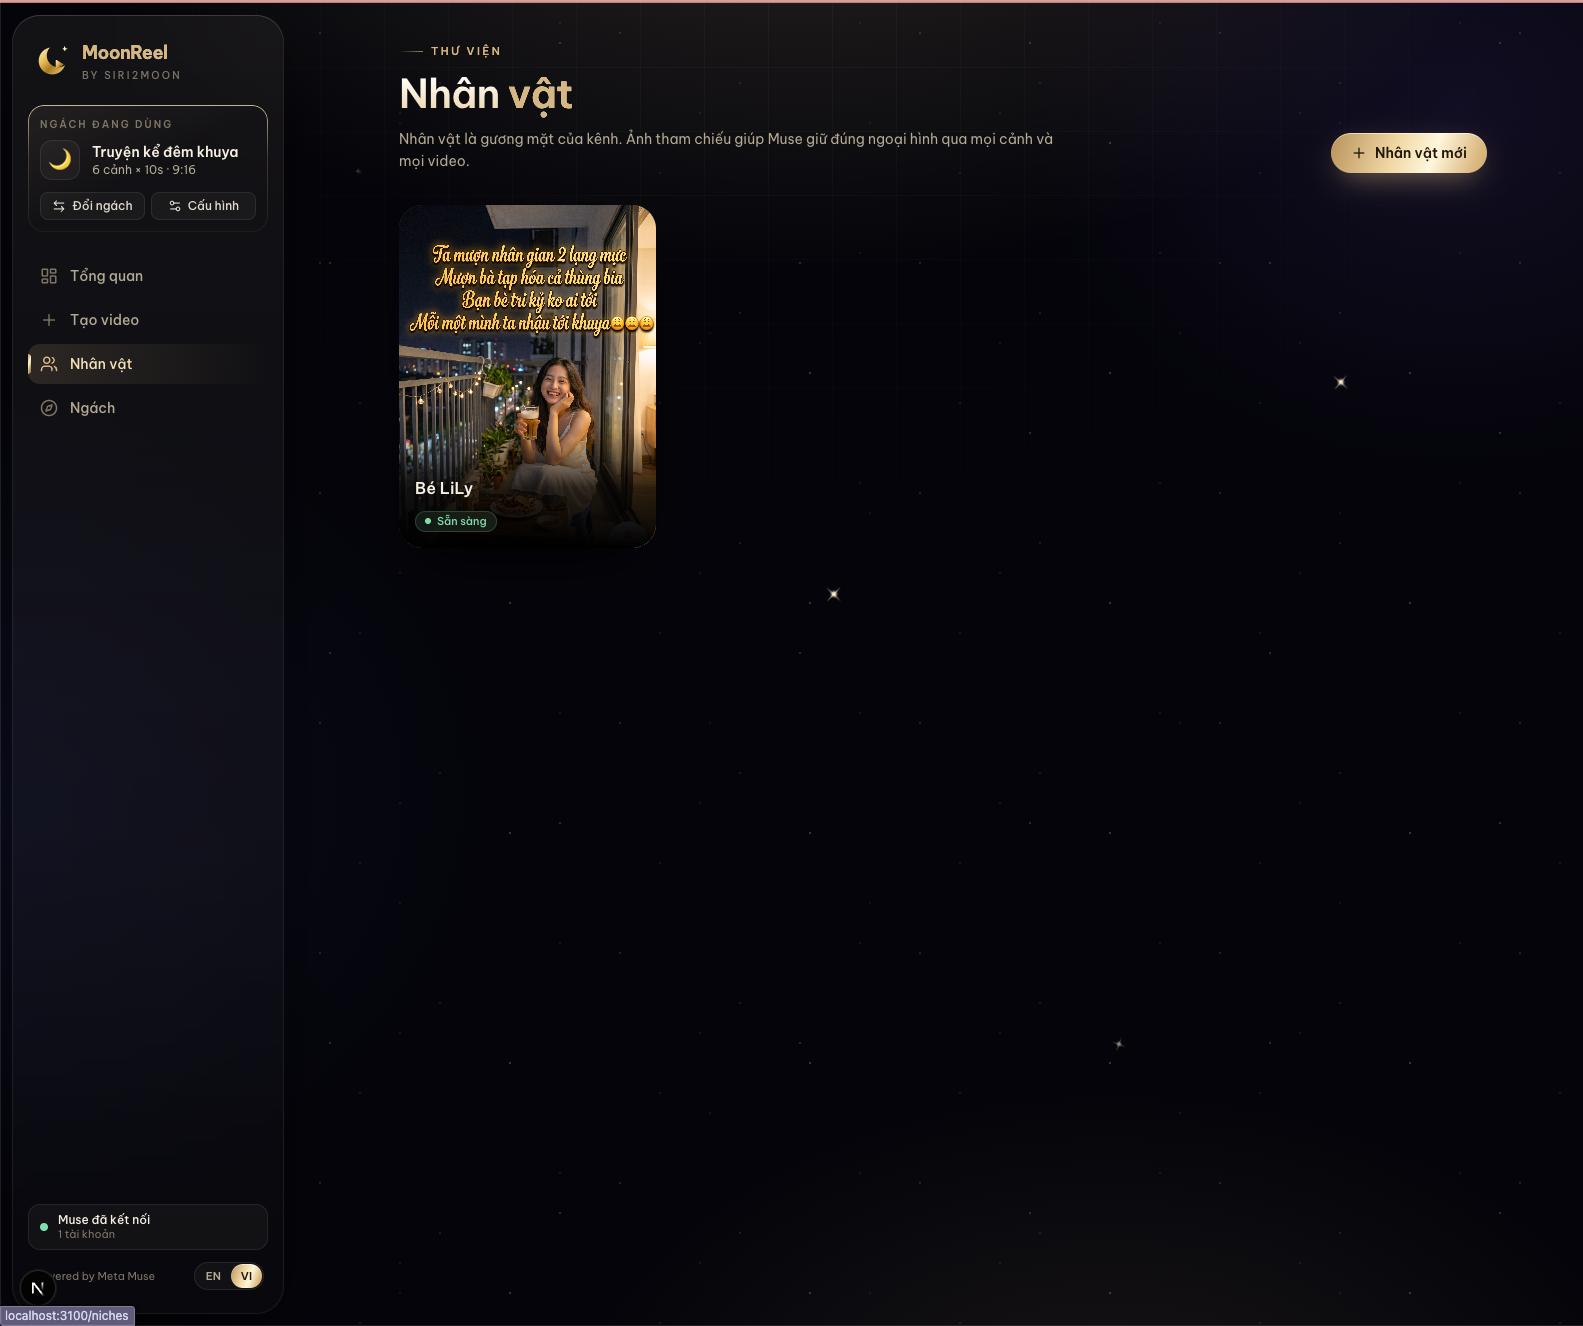 MoonReel
BY SIRI2MOON
NGÁCH ĐANG DÙNG
Truyện kể đêm khuya
6 cảnh × 10s · 9:16
Đổi ngách
Cấu hình
Tổng quan
Tạo video
Nhân vật
Ngách
THƯ VIỆN
Nhân vật
Nhân vật là gương mặt của kênh. Ảnh tham chiếu giúp Muse giữ đúng ngoại hình qua mọi cảnh và
mọi video.
Nhân vật mới
Ta mượn nhân gian 2 lạng mực
Mượn bà tạp hóa cả thùng bia
Bạn bè tri kỷ ko ai tới
Mỗi một mình ta nhậu tới khuya😄😄😄
Bé LiLy
Sẵn sàng
Muse đã kết nối
1 tài khoản
ered by Meta Muse
EN
VI
N
localhost:3100/niches